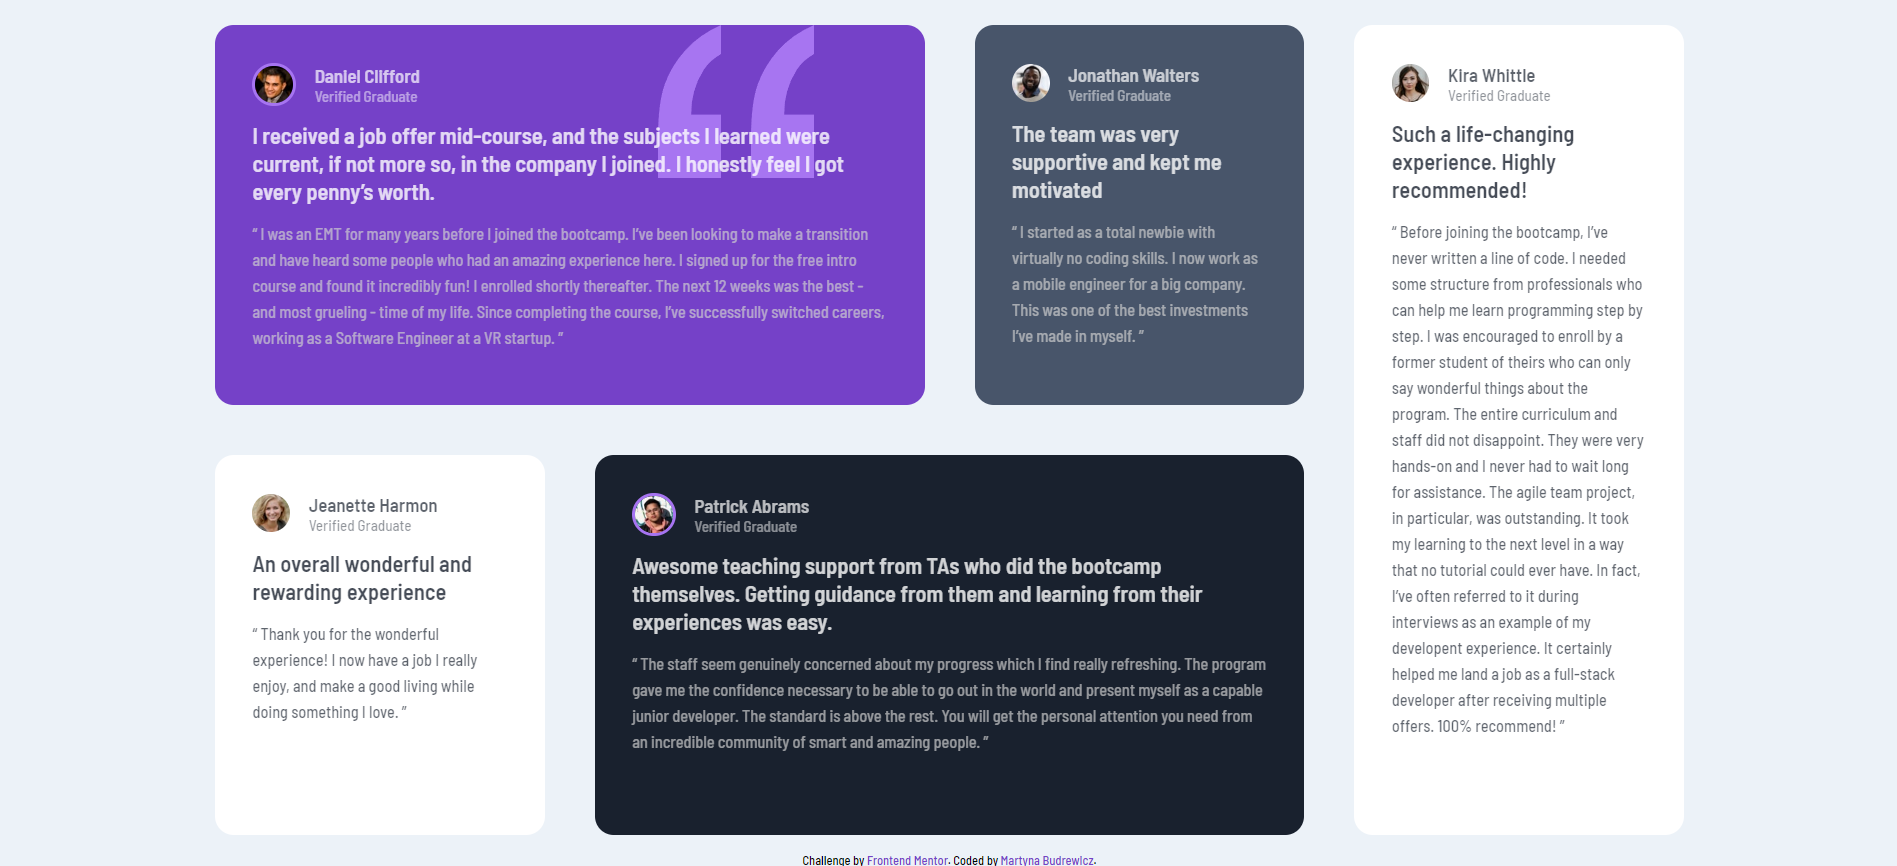 Daniel Clifford
Verified Graduate
I received a job offer mid-course, and the subjects I learned were
current, if not more so, in the company I joined. I honestly feel I got
every penny’s worth.
“ I was an EMT for many years before I joined the bootcamp. I’ve been looking to make a transition
and have heard some people who had an amazing experience here. I signed up for the free intro
course and found it incredibly fun! I enrolled shortly thereafter. The next 12 weeks was the best -
and most grueling - time of my life. Since completing the course, I’ve successfully switched careers,
working as a Software Engineer at a VR startup. ”
Jonathan Walters
Verified Graduate
The team was very
supportive and kept me
motivated
“ I started as a total newbie with
virtually no coding skills. I now work as
a mobile engineer for a big company.
This was one of the best investments
I’ve made in myself. ”
Kira Whittle
Verified Graduate
Such a life-changing
experience. Highly
recommended!
“ Before joining the bootcamp, I’ve
never written a line of code. I needed
some structure from professionals who
can help me learn programming step by
step. I was encouraged to enroll by a
former student of theirs who can only
say wonderful things about the
program. The entire curriculum and
staff did not disappoint. They were very
hands-on and I never had to wait long
for assistance. The agile team project,
in particular, was outstanding. It took
my learning to the next level in a way
that no tutorial could ever have. In fact,
I’ve often referred to it during
interviews as an example of my
developent experience. It certainly
helped me land a job as a full-stack
developer after receiving multiple
offers. 100% recommend! ”
Jeanette Harmon
Verified Graduate
An overall wonderful and
rewarding experience
“ Thank you for the wonderful
experience! I now have a job I really
enjoy, and make a good living while
doing something I love. ”
Patrick Abrams
Verified Graduate
Awesome teaching support from TAs who did the bootcamp
themselves. Getting guidance from them and learning from their
experiences was easy.
“ The staff seem genuinely concerned about my progress which I find really refreshing. The program
gave me the confidence necessary to be able to go out in the world and present myself as a capable
junior developer. The standard is above the rest. You will get the personal attention you need from
an incredible community of smart and amazing people. ”
Challenge by Frontend Mentor. Coded by Martyna Budrewicz.